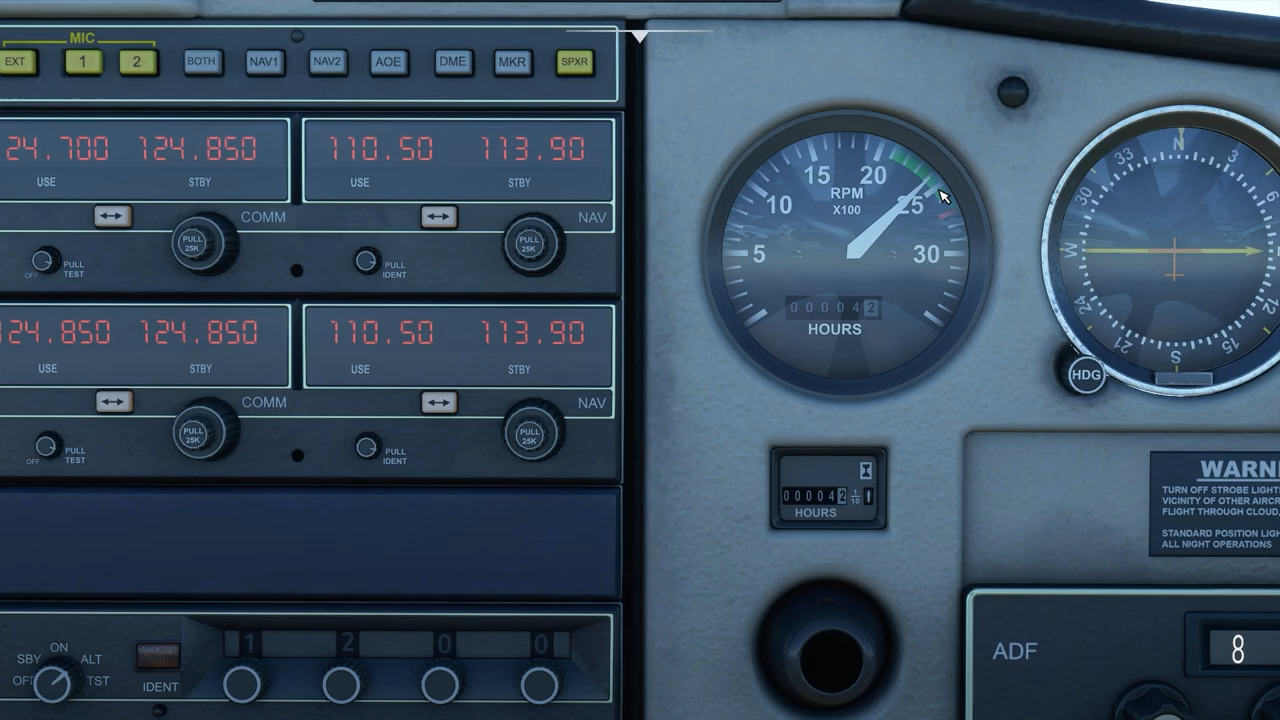 MIC
EXT 1 2 BOTH NAV1 NAV2 AOE DME MKR SPXR
24.700 124.850 110.50 113.90
USE STBY USE STBY
COMM NAV
PULL 25K PULL 25K
OFF PULL TEST PULL IDENT
124.850 124.850 110.50 113.90
USE STBY USE STBY
COMM NAV
PULL 25K PULL 25K
OFF PULL TEST PULL IDENT
ON
SBY ALT
OFF TST
IDENT
1 2 0 0
5 10 15 20 25 30
RPM
X100
0 0 0 0 4 2
HOURS
N 3 12 15 S 21 24 W 30 33
HDG
0 0 0 0 4 2 1/10 1
HOURS
WARNI
TURN OFF STROBE LIGHT
VICINITY OF OTHER AIRCR
FLIGHT THROUGH CLOUD,
STANDARD POSITION LIGH
ALL NIGHT OPERATIONS
ADF
8